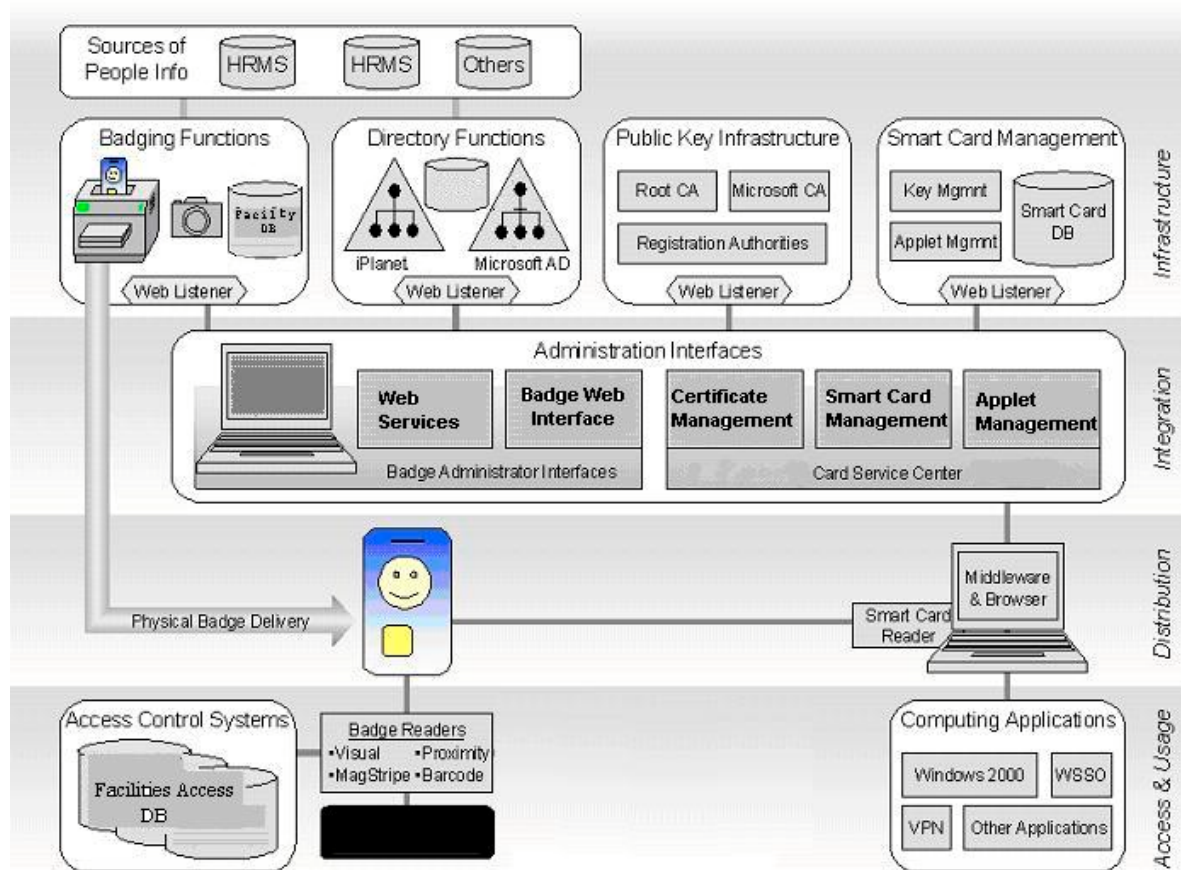 Sources of
People Info
HRMS
HRMS
Others
Badging Functions
Facility
DB
Web Listener
Directory Functions
iPlanet
Microsoft AD
Web Listener
Public Key Infrastructure
Root CA
Microsoft CA
Registration Authorities
Web Listener
Smart Card Management
Key Mgmnt
Applet Mgmnt
Smart Card
DB
Web Listener
Infrastructure
Administration Interfaces
Web
Services
Badge Web
Interface
Certificate
Management
Smart Card
Management
Applet
Management
Badge Administrator Interfaces
Card Service Center
Integration
Physical Badge Delivery
Smart Card
Reader
Middleware
& Browser
Distribution
Access Control Systems
Facilities Access
DB
Badge Readers
▪Visual ▪Proximity
▪MagStripe ▪Barcode
Computing Applications
Windows 2000
WSSO
VPN
Other Applications
Access & Usage